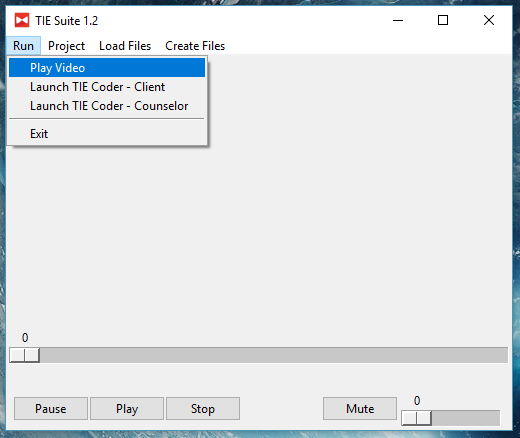 TIE Suite 1.2
Run Project Load Files Create Files
Play Video
Launch TIE Coder - Client
Launch TIE Coder - Counselor
Exit
0
Pause Play Stop Mute 0